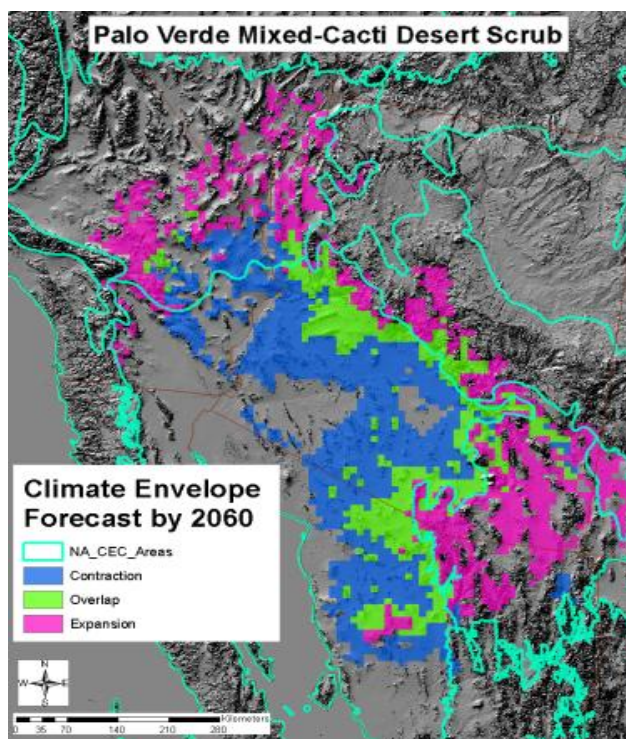 Palo Verde Mixed-Cacti Desert Scrub
Climate Envelope
Forecast by 2060
NA_CEC_Areas
Contraction
Overlap
Expansion
N
W E
S
Kilometers
0 35 70 140 210 280